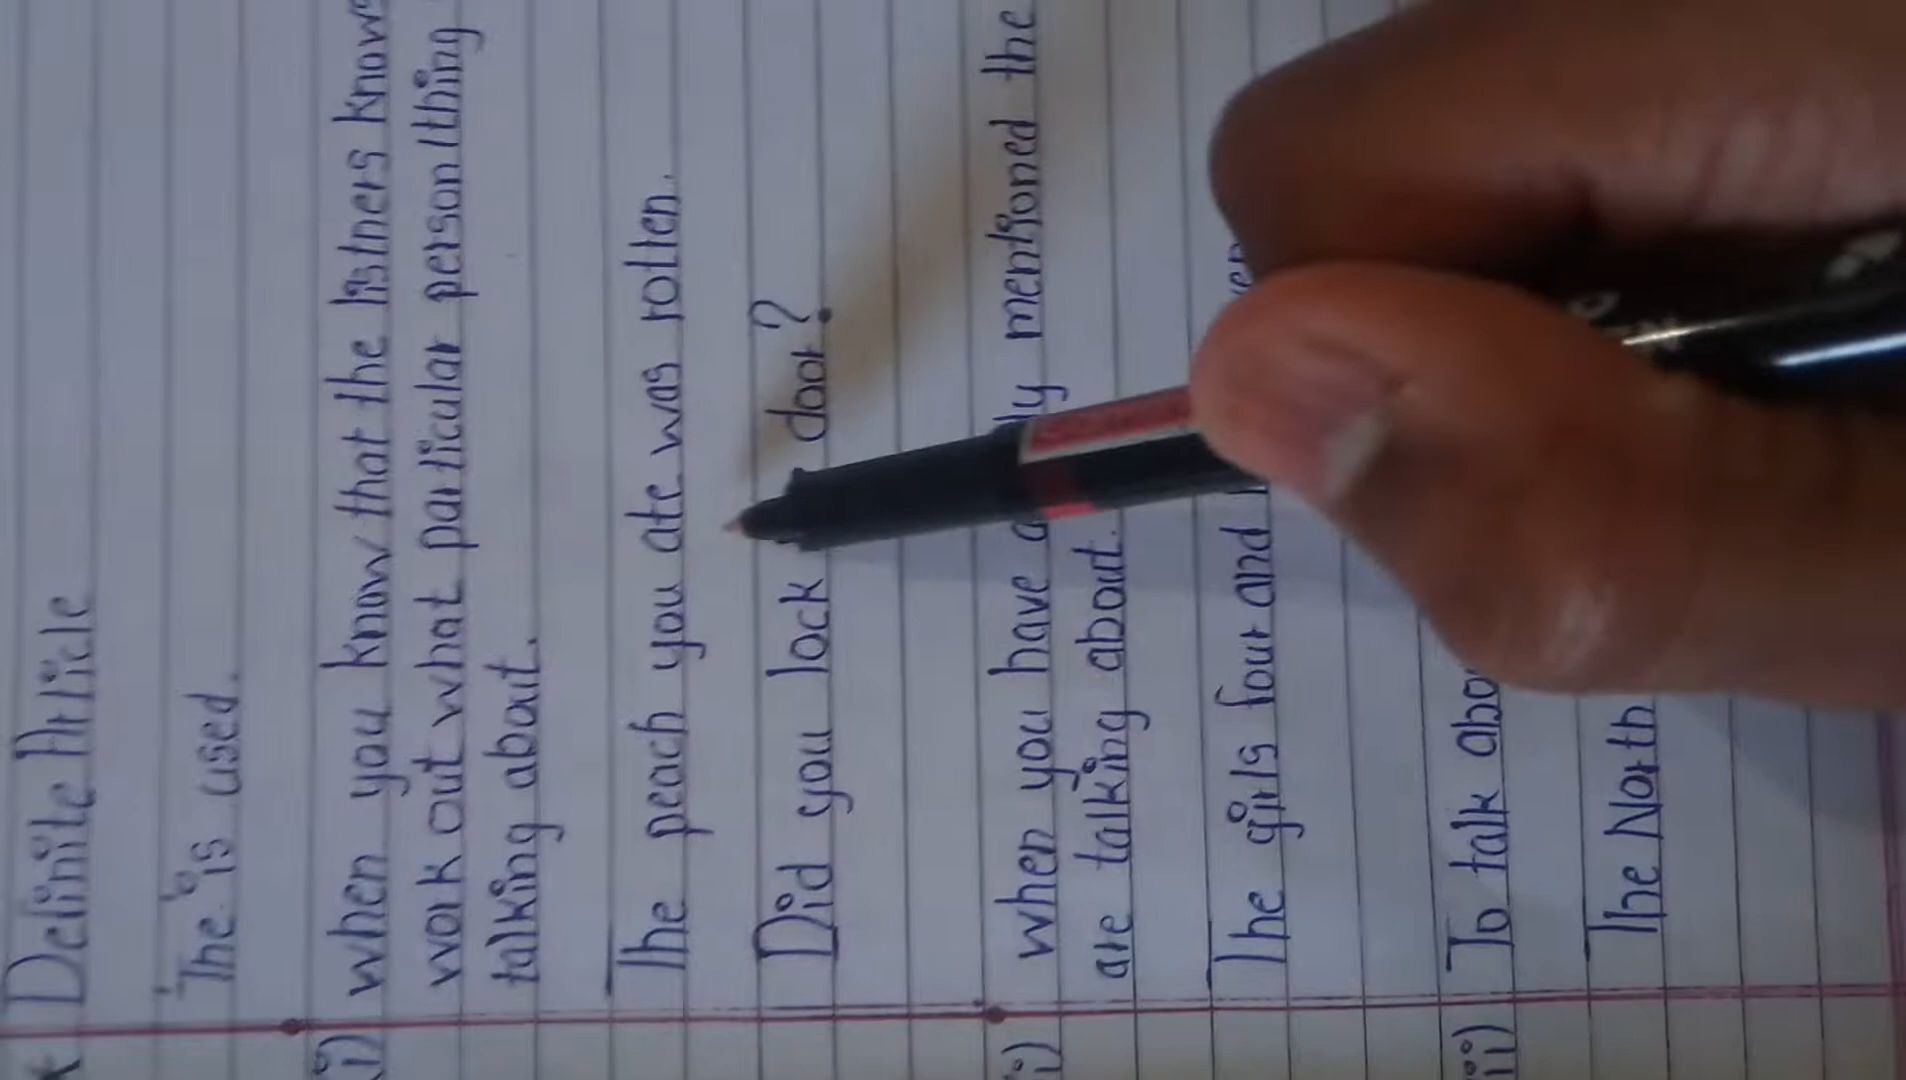 * Definite Article
'The' is used.
i) when you know that the listners knows
work out what particular person/thing
talking about.
The peach you ate was rotten.
Did you lock door?
i) when you have mentioned the
are talking about.
The girls four and
iii) To talk
The North